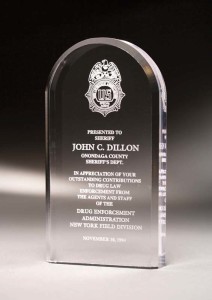 PRESENTED TO
SHERIFF
JOHN C. DILLON
ONONDAGA COUNTY
SHERIFF'S DEPT.
IN APPRECIATION OF YOUR
OUTSTANDING CONTRIBUTIONS
TO DRUG LAW
ENFORCEMENT FROM
THE AGENTS AND STAFF
OF THE
DRUG ENFORCEMENT
ADMINISTRATION
NEW YORK FIELD DIVISION